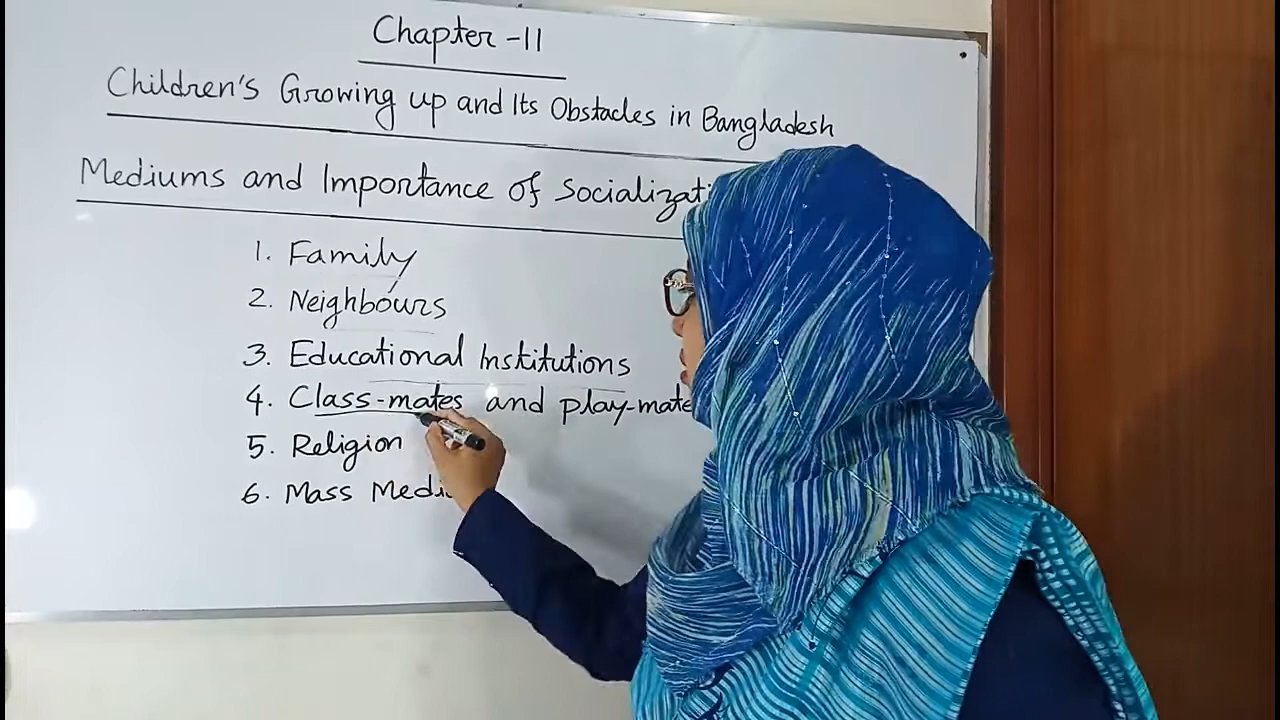 Chapter -11
Children's Growing up and Its Obstacles in Bangladesh
Mediums and Importance of Socializati
1. Family
2. Neighbours
3. Educational Institutions
4. Class-mates and play-mate
5. Religion
6. Mass Medi